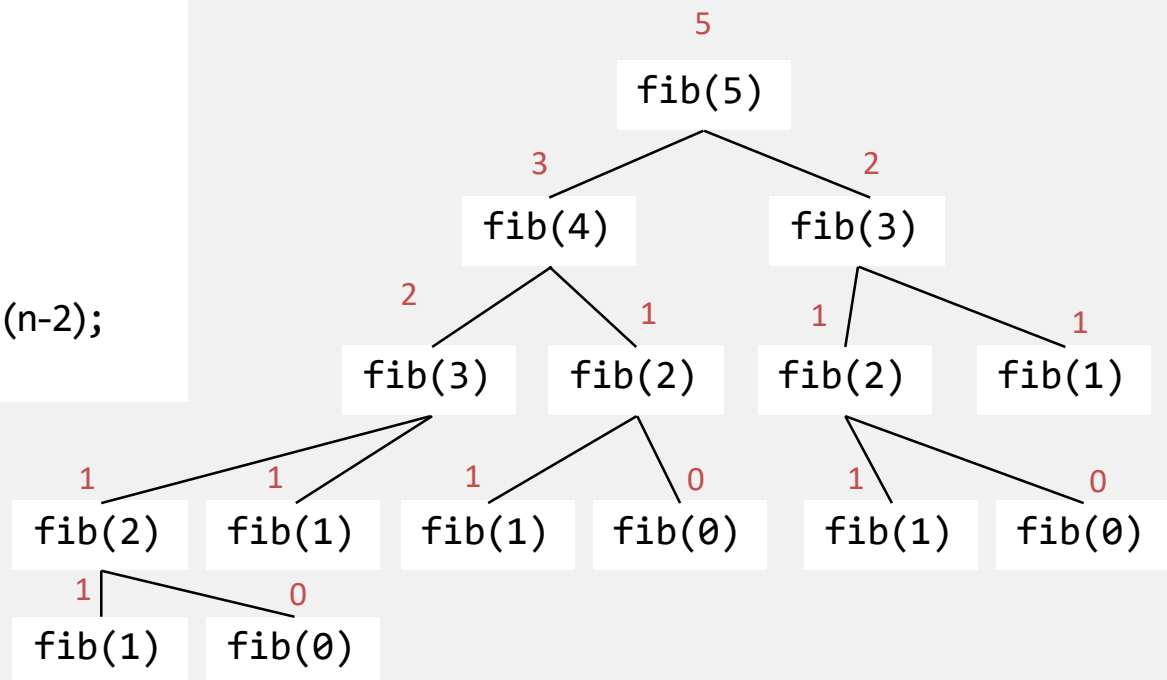 5
fib(5)
3 2
fib(4) fib(3)
2 1 1 1
(n-2);
fib(3) fib(2) fib(2) fib(1)
1 1 1 0 1 0
fib(2) fib(1) fib(1) fib(0) fib(1) fib(0)
1 0
fib(1) fib(0)